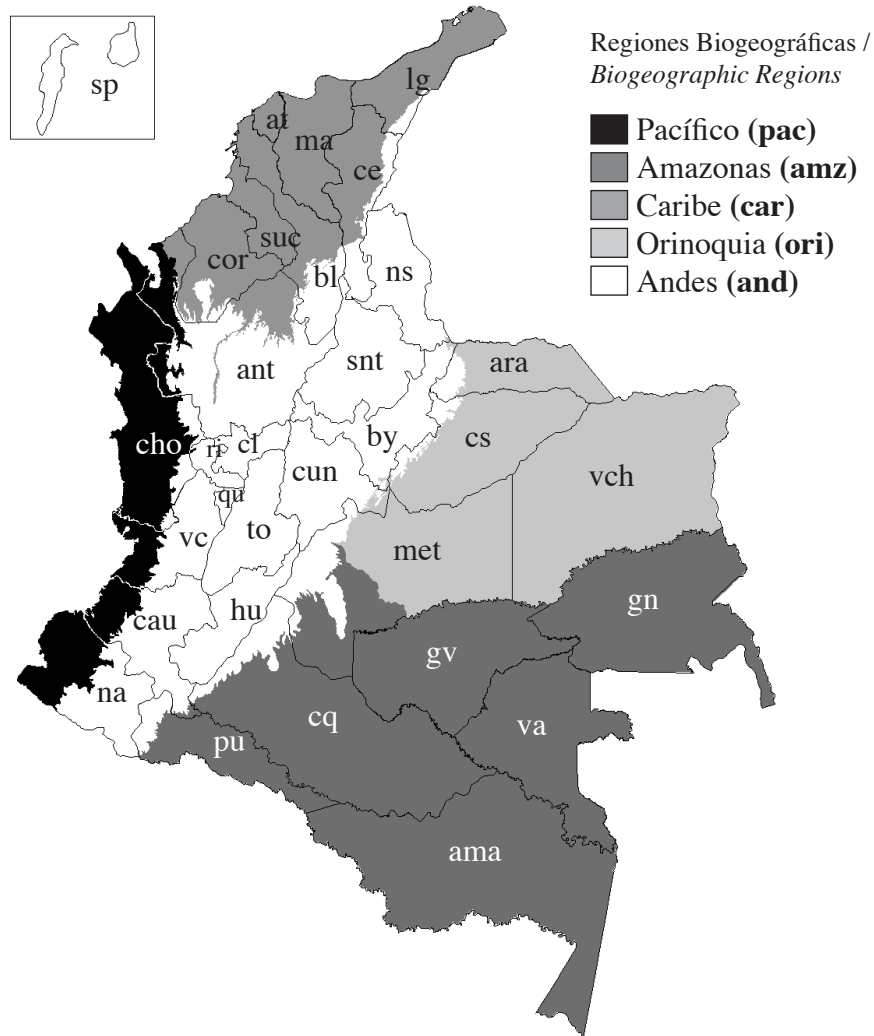 sp
Regiones Biogeográficas /
Biogeographic Regions
Pacífico (pac)
Amazonas (amz)
Caribe (car)
Orinoquia (ori)
Andes (and)
lg
at
ma
ce
suc
cor
bl
ns
ant
snt
ara
cho
ri
cl
by
cs
cun
qu
vch
vc
to
met
cau
hu
gn
gv
na
cq
va
pu
ama